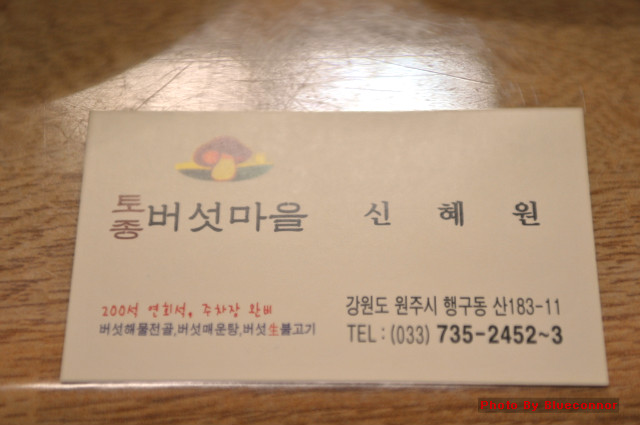 토종 버섯마을 신 혜 원
200석 연회석, 주차장 완비
버섯해물전골,버섯매운탕,버섯生불고기
강원도 원주시 행구동 산183-11
TEL : (033) 735-2452~3